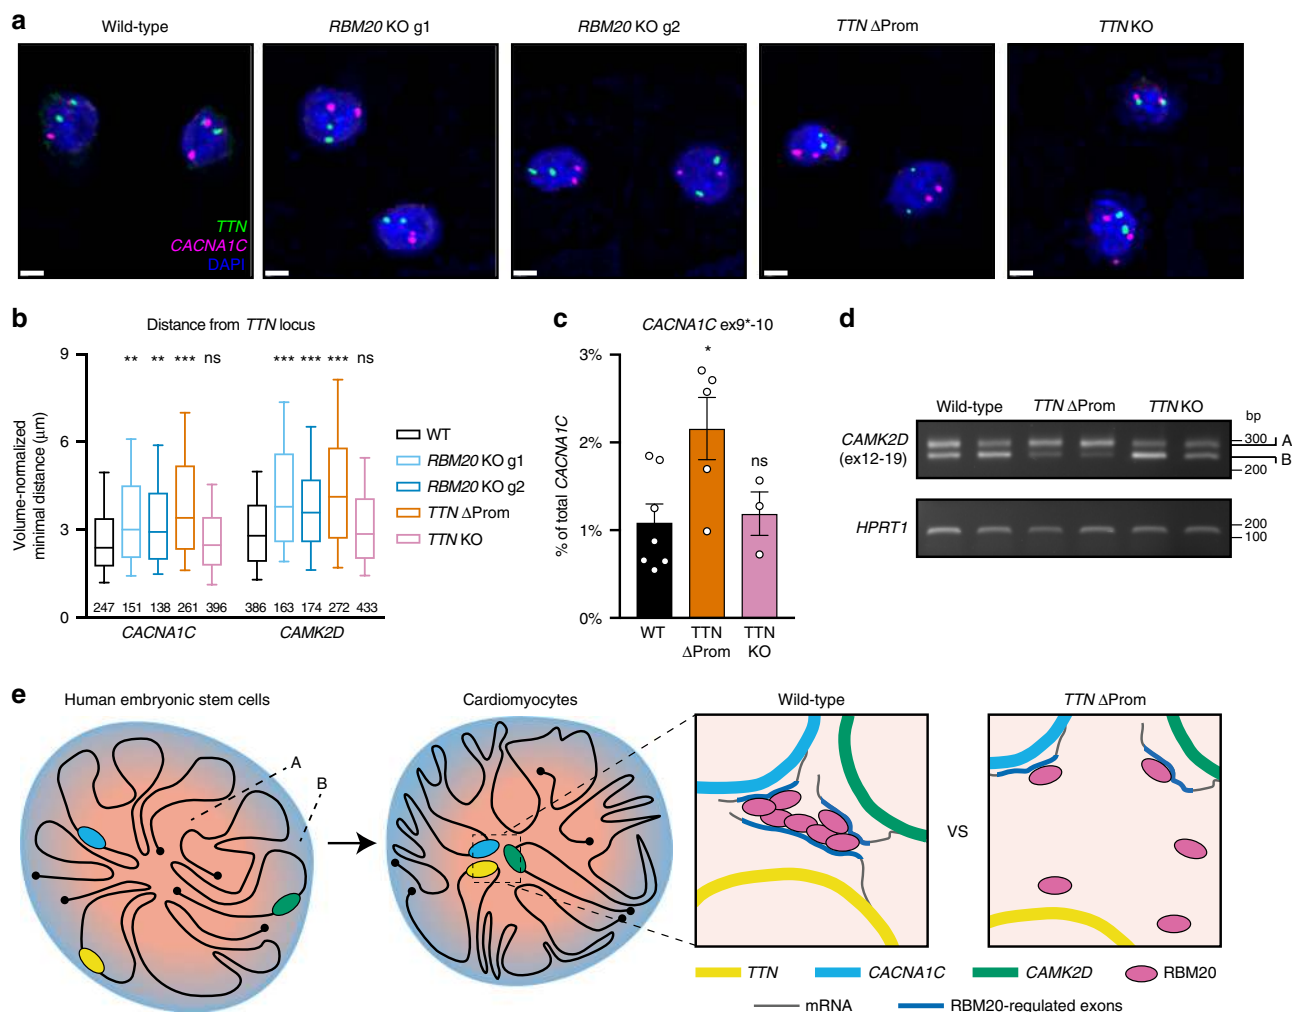 a
Wild-type
RBM20 KO g1
RBM20 KO g2
TTN ΔProm
TTN KO
TTN
CACNA1C
DAPI
b
Distance from TTN locus
Volume-normalized
minimal distance (μm)
9
6
3
0
** ** *** ns
*** *** *** ns
247 151 138 261 396
386 163 174 272 433
CACNA1C
CAMK2D
WT
RBM20 KO g1
RBM20 KO g2
TTN ΔProm
TTN KO
c
CACNA1C ex9*-10
% of total CACNA1C
3%
2%
1%
0%
*
ns
WT
TTN
ΔProm
TTN
KO
d
Wild-type
TTN ΔProm
TTN KO
bp
CAMK2D
(ex12-19)
300
200
A
B
HPRT1
200
100
e
Human embryonic stem cells
A
B
Cardiomyocytes
Wild-type
VS
TTN ΔProm
TTN
CACNA1C
CAMK2D
RBM20
mRNA
RBM20-regulated exons